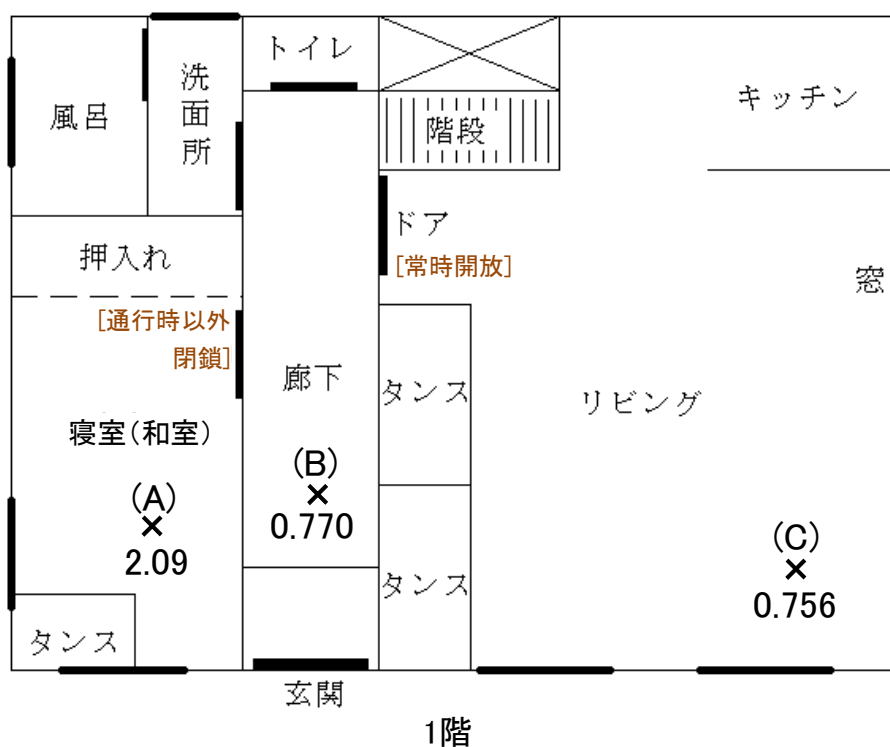 風呂
洗面所
トイレ
階段
キッチン
ドア
[常時開放]
窓
押入れ
[通行時以外
閉鎖]
廊下
タンス
リビング
寝室(和室)
(A)
×
2.09
(B)
×
0.770
(C)
×
0.756
タンス
タンス
玄関
1階